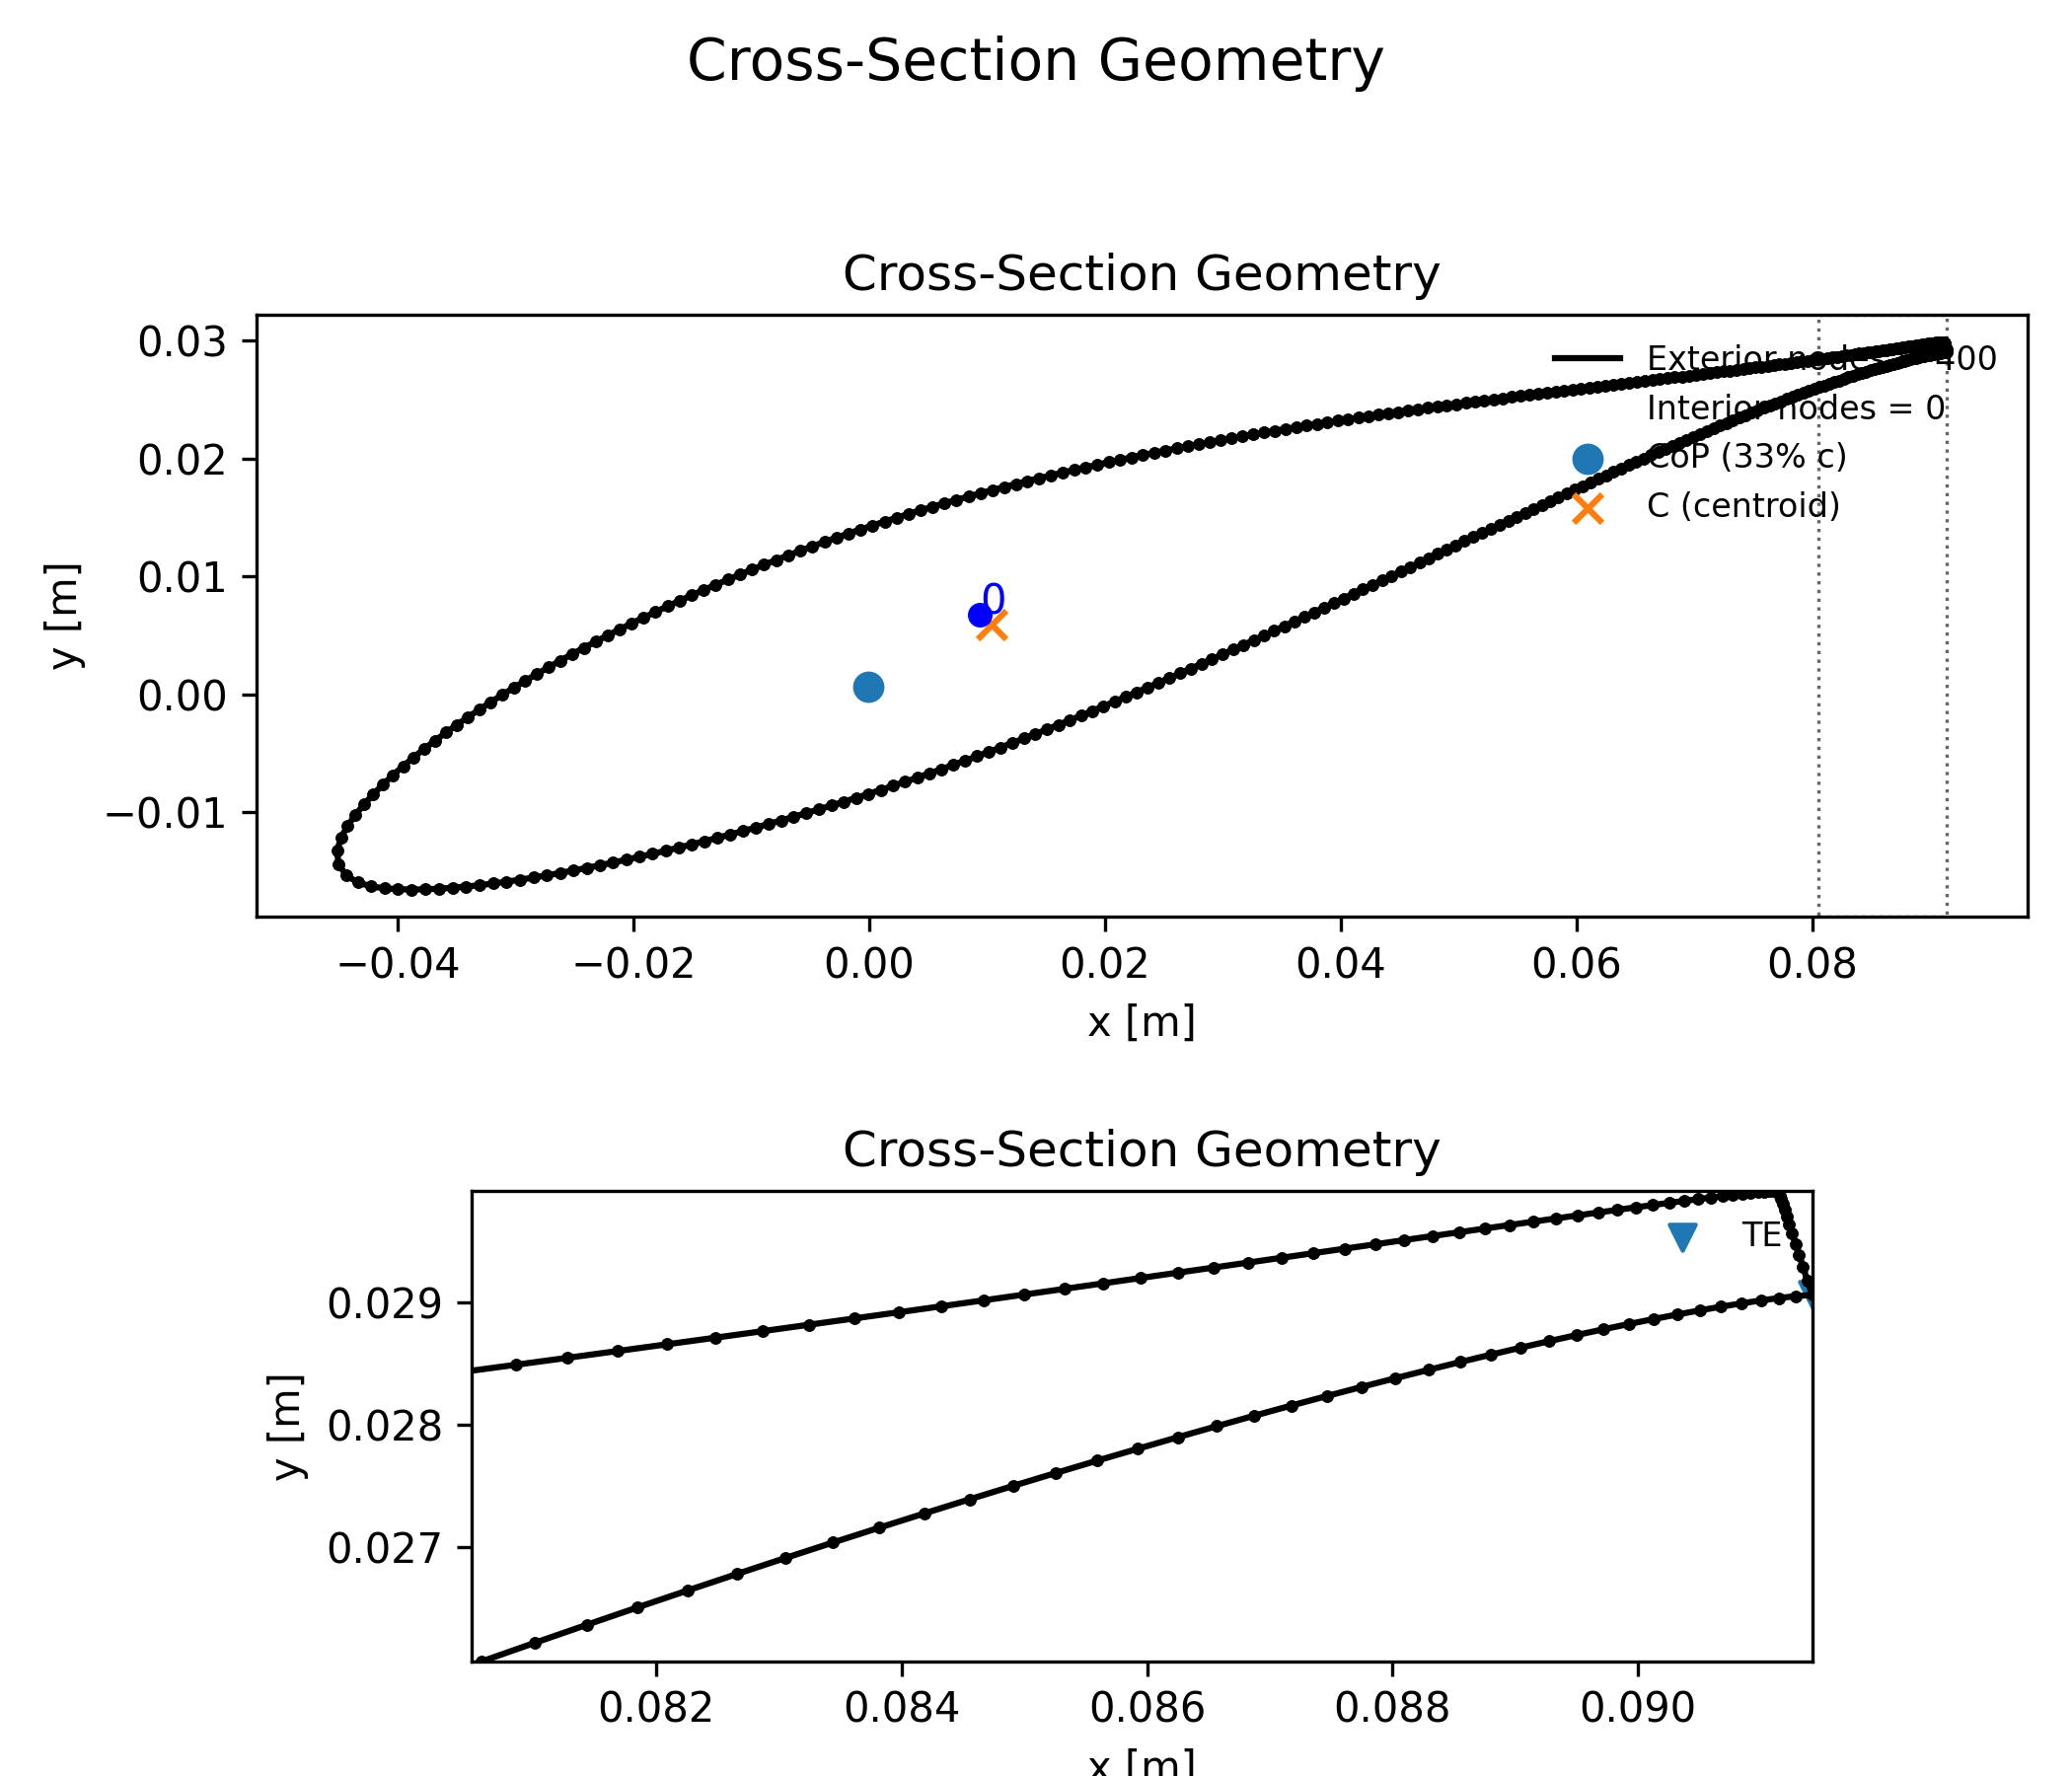 Cross-Section Geometry
Cross-Section Geometry
0.03
0.02
0.01
0.00
−0.01
y [m]
Exterior nodes = 400
Interior nodes = 0
CoP (33% c)
C (centroid)
0
−0.04 −0.02 0.00 0.02 0.04 0.06 0.08
x [m]
Cross-Section Geometry
TE
0.029
0.028
0.027
y [m]
0.082 0.084 0.086 0.088 0.090
x [m]